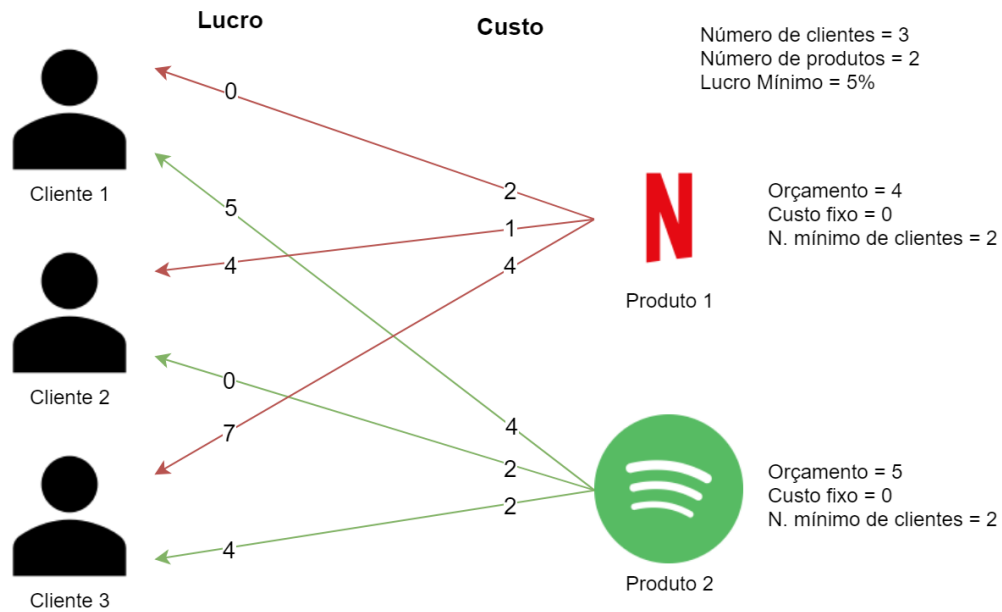 Lucro
Custo
Número de clientes = 3
Número de produtos = 2
Lucro Mínimo = 5%
0
2
Cliente 1
5
1
4
4
N
Orçamento = 4
Custo fixo = 0
N. mínimo de clientes = 2
Produto 1
Cliente 2
0
7
4
2
2
4
Orçamento = 5
Custo fixo = 0
N. mínimo de clientes = 2
Produto 2
Cliente 3